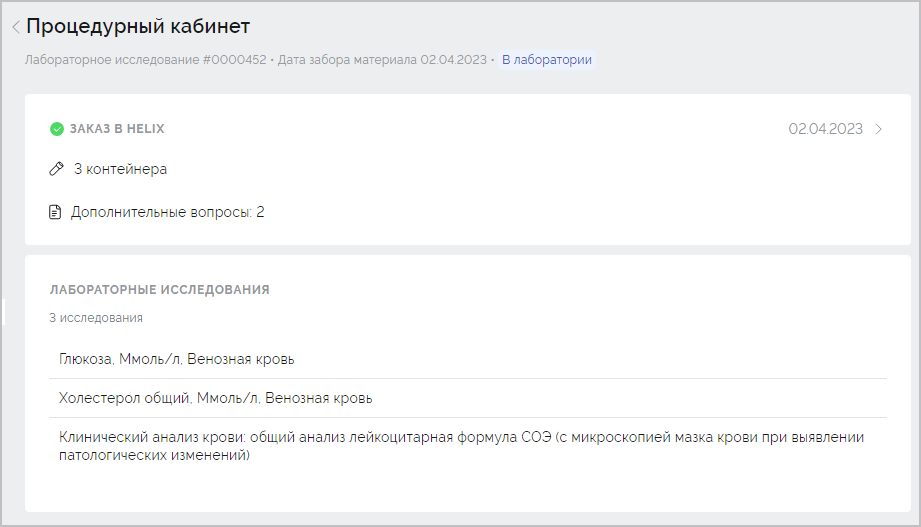 Процедурный кабинет
Лабораторное исследование #0000452 • Дата забора материала 02.04.2023 • В лаборатории
ЗАКАЗ В HELIX
02.04.2023
3 контейнера
Дополнительные вопросы: 2
ЛАБОРАТОРНЫЕ ИССЛЕДОВАНИЯ
3 исследования
Глюкоза, Ммоль/л, Венозная кровь
Холестерол общий, Ммоль/л, Венозная кровь
Клинический анализ крови: общий анализ лейкоцитарная формула СОЭ (с микроскопией мазка крови при выявлении
патологических изменений)